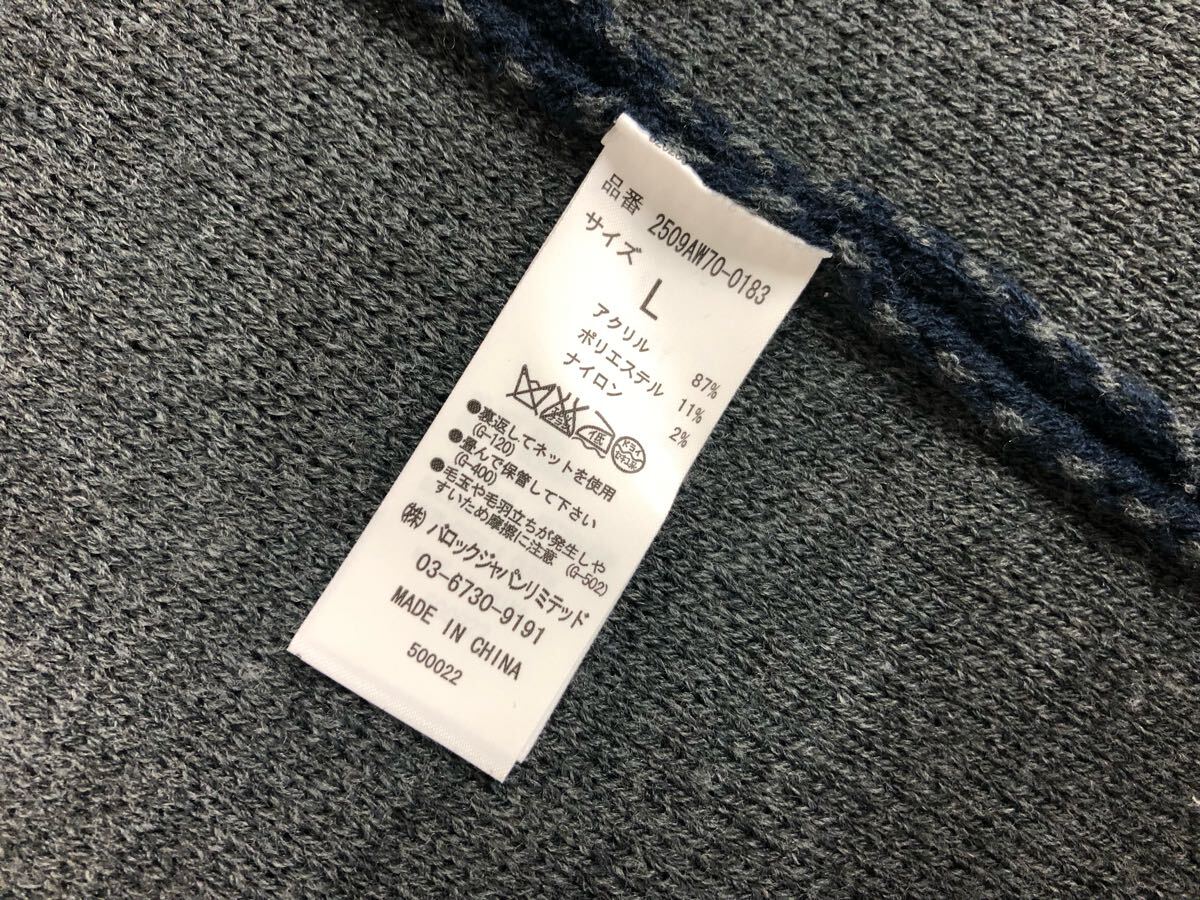 品番 2509AW70-0183
サイズ
L
アクリル 87%
ポリエステル 11%
ナイロン 2%
低 ドライ
●裏返してネットを使用
(G-120)
●畳んで保管して下さい
(G-400)
●毛玉や毛羽立ちが発生しや
すいため摩擦に注意 (G-502)
㈱バロックジャパンリミテッド
03-6730-9191
MADE IN CHINA
500022